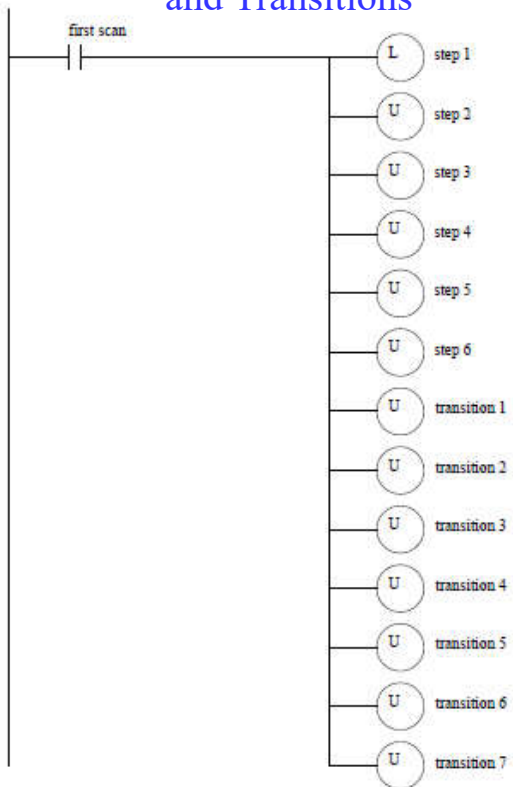 and Transitions
first scan
L step 1
U step 2
U step 3
U step 4
U step 5
U step 6
U transition 1
U transition 2
U transition 3
U transition 4
U transition 5
U transition 6
U transition 7